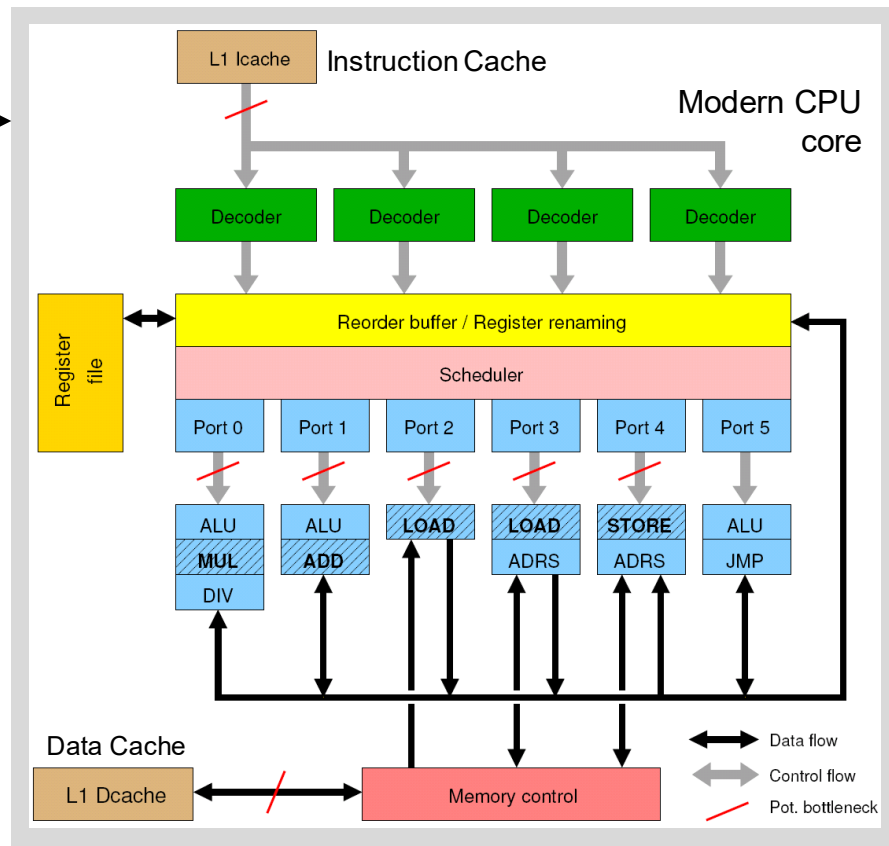 L1 Icache
Instruction Cache
Modern CPU
core
Decoder
Decoder
Decoder
Decoder
Register
file
Reorder buffer / Register renaming
Scheduler
Port 0
Port 1
Port 2
Port 3
Port 4
Port 5
ALU
MUL
DIV
ALU
ADD
LOAD
LOAD
ADRS
STORE
ADRS
ALU
JMP
Data Cache
L1 Dcache
Memory control
Data flow
Control flow
Pot. bottleneck